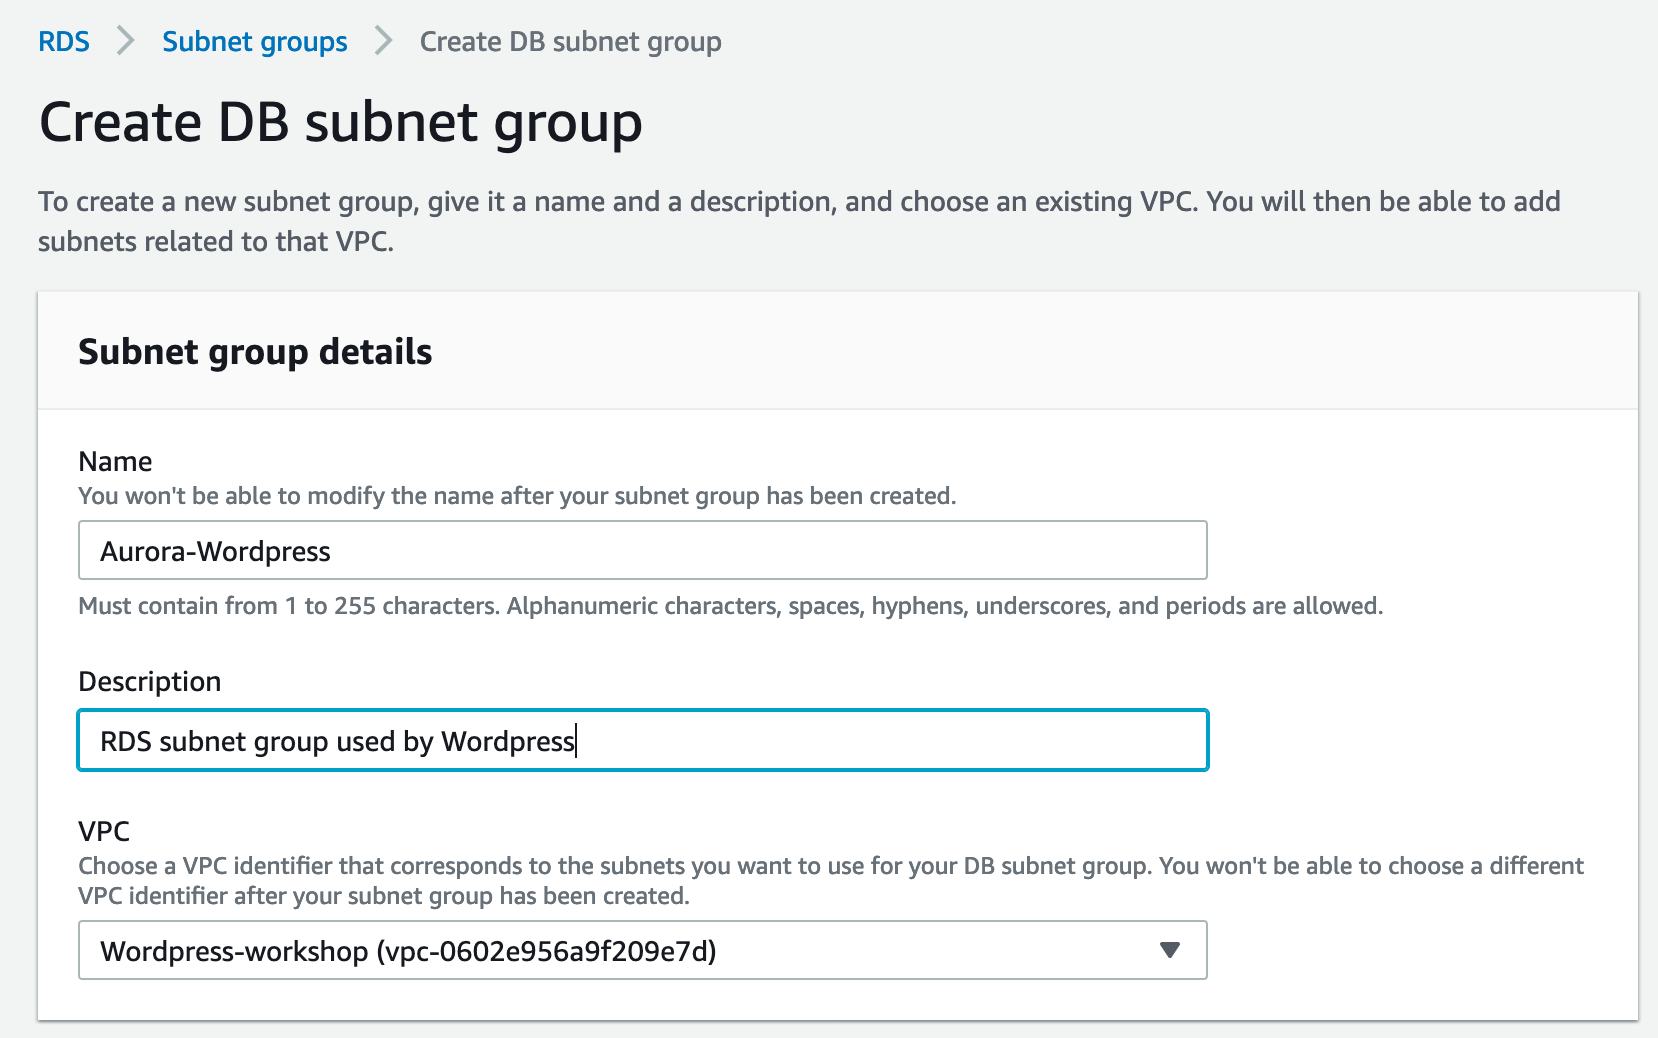 RDS > Subnet groups > Create DB subnet group
Create DB subnet group
To create a new subnet group, give it a name and a description, and choose an existing VPC. You will then be able to add
subnets related to that VPC.
Subnet group details
Name
You won't be able to modify the name after your subnet group has been created.
Aurora-Wordpress
Must contain from 1 to 255 characters. Alphanumeric characters, spaces, hyphens, underscores, and periods are allowed.
Description
RDS subnet group used by Wordpress
VPC
Choose a VPC identifier that corresponds to the subnets you want to use for your DB subnet group. You won't be able to choose a different
VPC identifier after your subnet group has been created.
Wordpress-workshop (vpc-0602e956a9f209e7d)